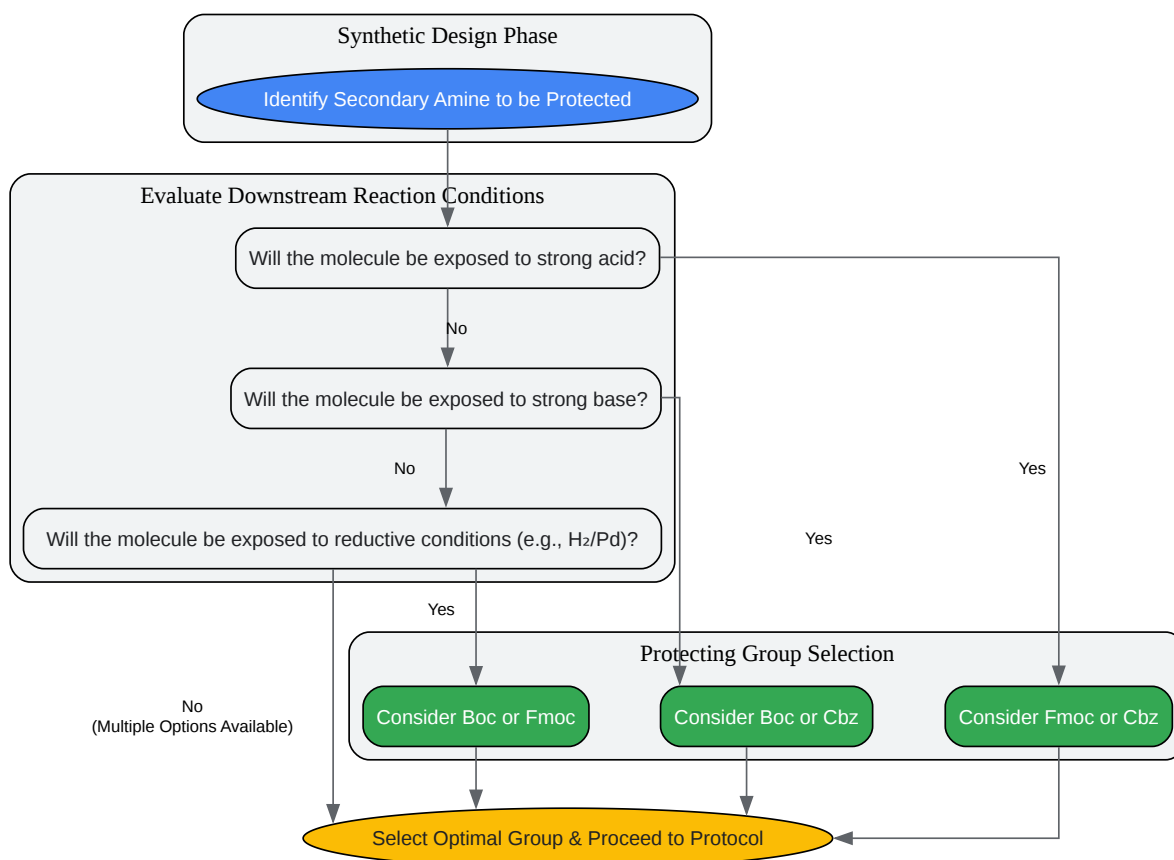 Synthetic Design Phase
Identify Secondary Amine to be Protected
Evaluate Downstream Reaction Conditions
Will the molecule be exposed to strong acid?
No
Will the molecule be exposed to strong base?
No
Yes
Will the molecule be exposed to reductive conditions (e.g., H₂/Pd)?
Yes
Yes
Protecting Group Selection
No
(Multiple Options Available)
Consider Boc or Fmoc
Consider Boc or Cbz
Consider Fmoc or Cbz
Select Optimal Group & Proceed to Protocol